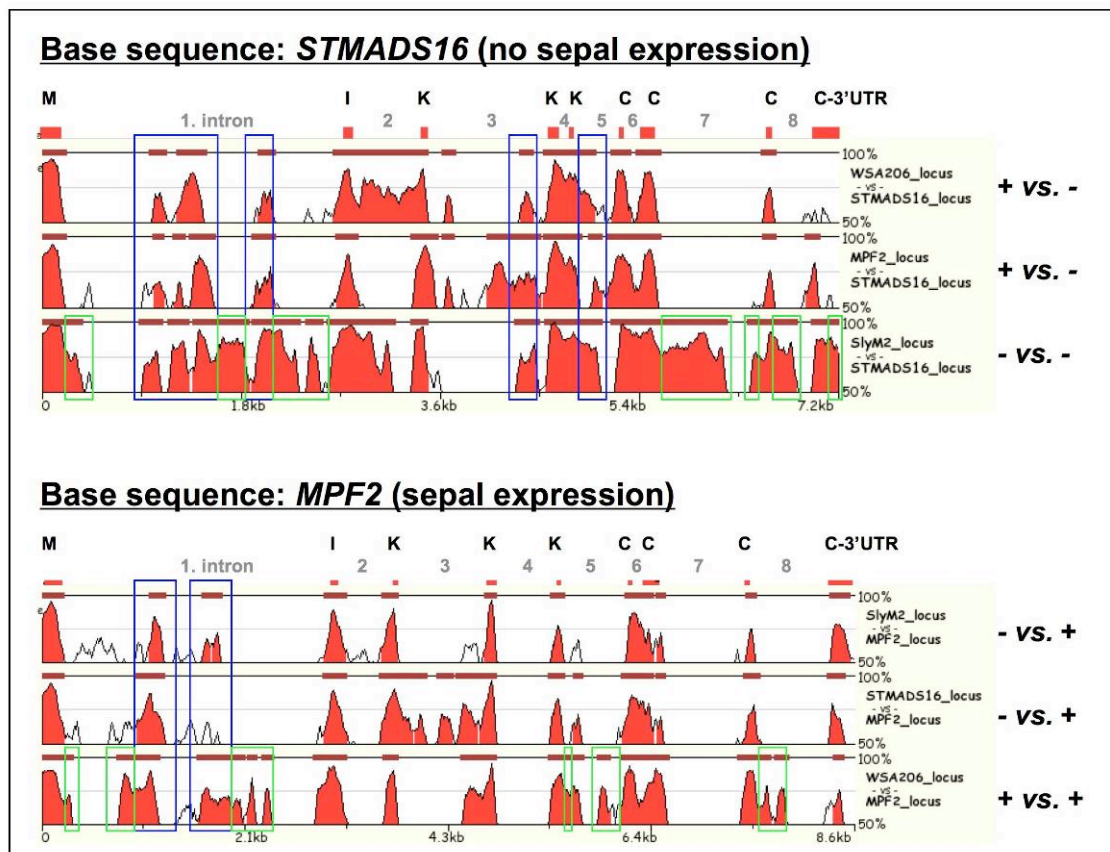 Base sequence: STMADS16 (no sepal expression)
M I K K K C C C C-3'UTR
1. intron 2 3 4 5 6 7 8
100%
WSA206_locus
- vs -
STMADS16_locus
+ vs. -
50%
100%
MPF2_locus
- vs -
STMADS16_locus
+ vs. -
50%
100%
SlyM2_locus
- vs -
STMADS16_locus
- vs. -
50%
0 1.8kb 3.6kb 5.4kb 7.2kb
Base sequence: MPF2 (sepal expression)
M I K K K C C C C-3'UTR
1. intron 2 3 4 5 6 7 8
100%
SlyM2_locus
- vs -
MPF2_locus
- vs. +
50%
100%
STMADS16_locus
- vs -
MPF2_locus
- vs. +
50%
100%
WSA206_locus
- vs -
MPF2_locus
+ vs. +
50%
0 2.1kb 4.3kb 6.4kb 8.6kb